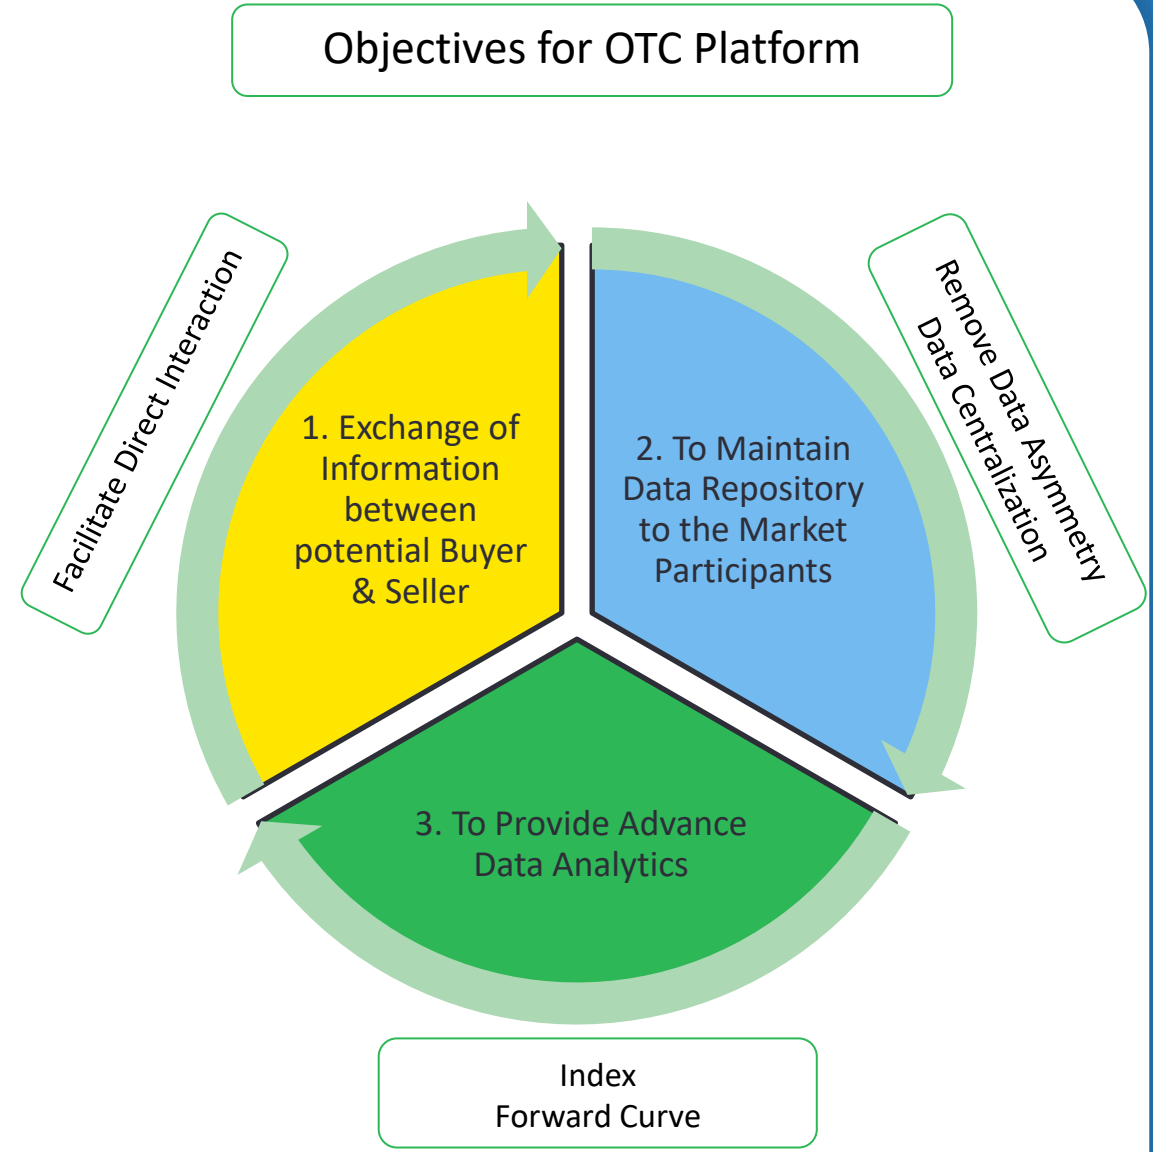 Objectives for OTC Platform
Facilitate Direct Interaction
1. Exchange of
Information
between
potential Buyer
& Seller
2. To Maintain
Data Repository
to the Market
Participants
Remove Data Asymmetry
Data Centralization
3. To Provide Advance
Data Analytics
Index
Forward Curve